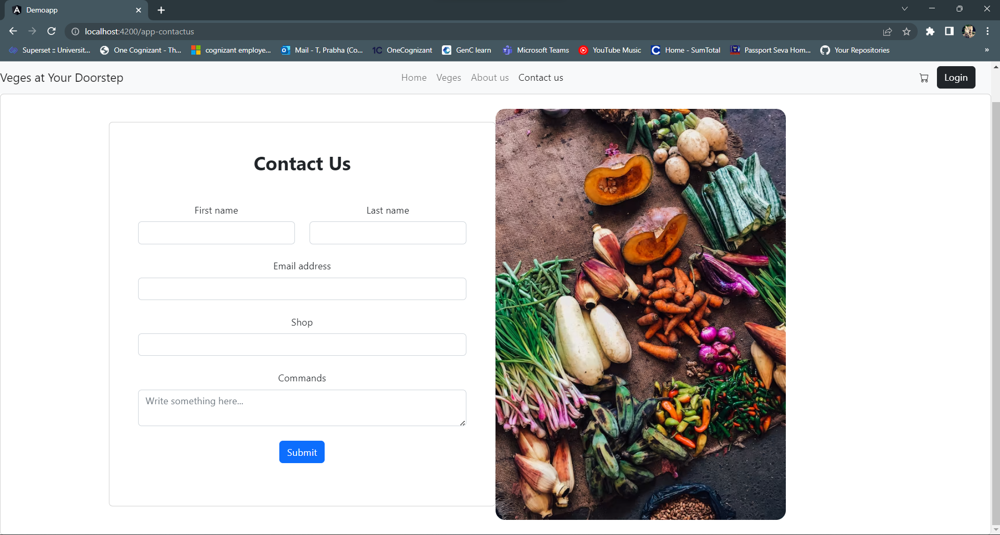 Demoapp
localhost:4200/app-contactus
Superset :: Universit... One Cognizant - Th... cognizant employe... Mail - T, Prabha (Co... 1C OneCognizant GenC learn Microsoft Teams YouTube Music Home - SumTotal Passport Seva Hom... Your Repositories »
Veges at Your Doorstep Home Veges About us Contact us Login
Contact Us
First name Last name
Email address
Shop
Commands
Write something here...
Submit